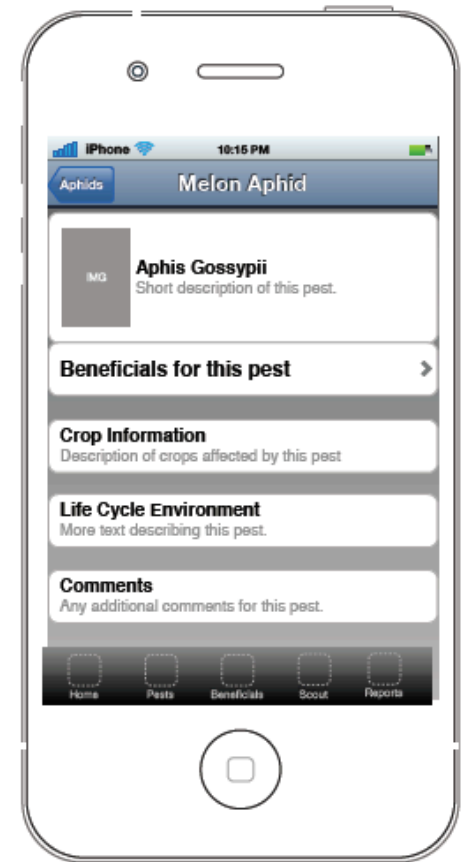 iPhone 10:15 PM
Aphids Melon Aphid
IMG
Aphis Gossypii
Short description of this pest.
Beneficials for this pest
Crop Information
Description of crops affected by this pest
Life Cycle Environment
More text describing this pest.
Comments
Any additional comments for this pest.
Home Pests Beneficials Scout Reports